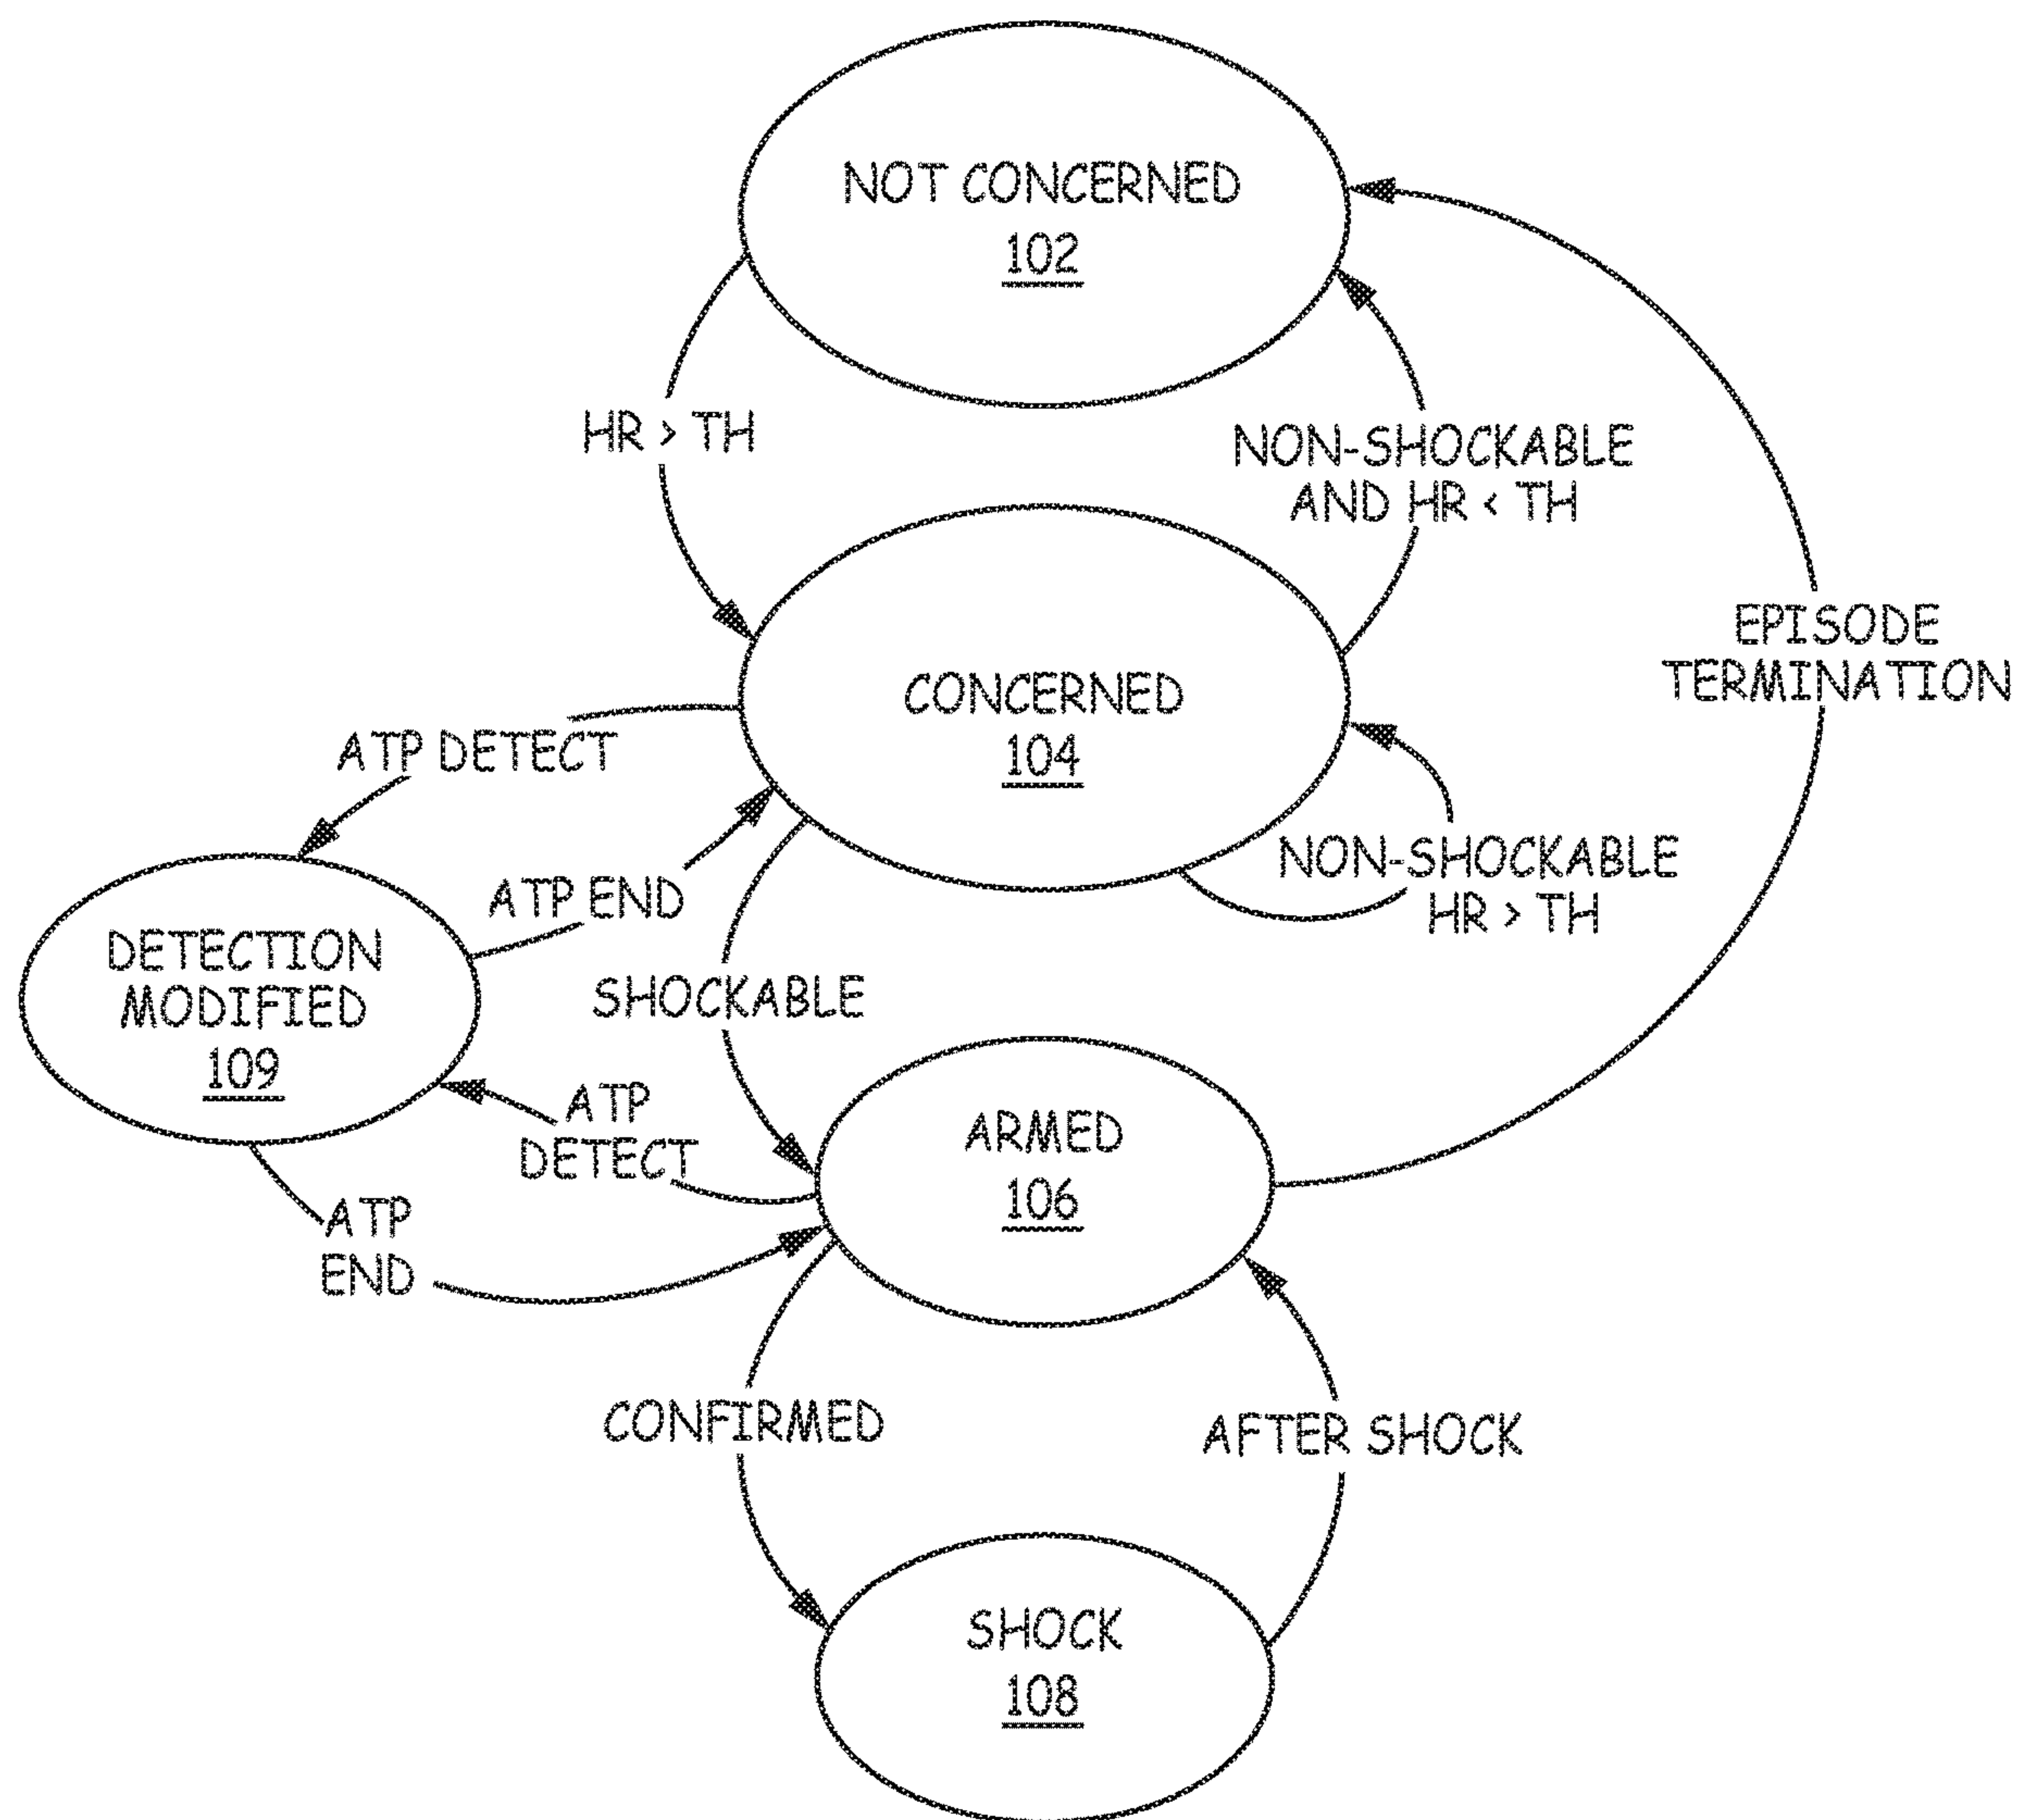 NOT CONCERNED
102
HR > TH
NON-SHOCKABLE
AND HR < TH
EPISODE
TERMINATION
CONCERNED
104
ATP DETECT
NON-SHOCKABLE
HR > TH
ATP END
DETECTION
MODIFIED
109
SHOCKABLE
ATP
DETECT
ARMED
106
ATP
END
CONFIRMED
AFTER SHOCK
SHOCK
108